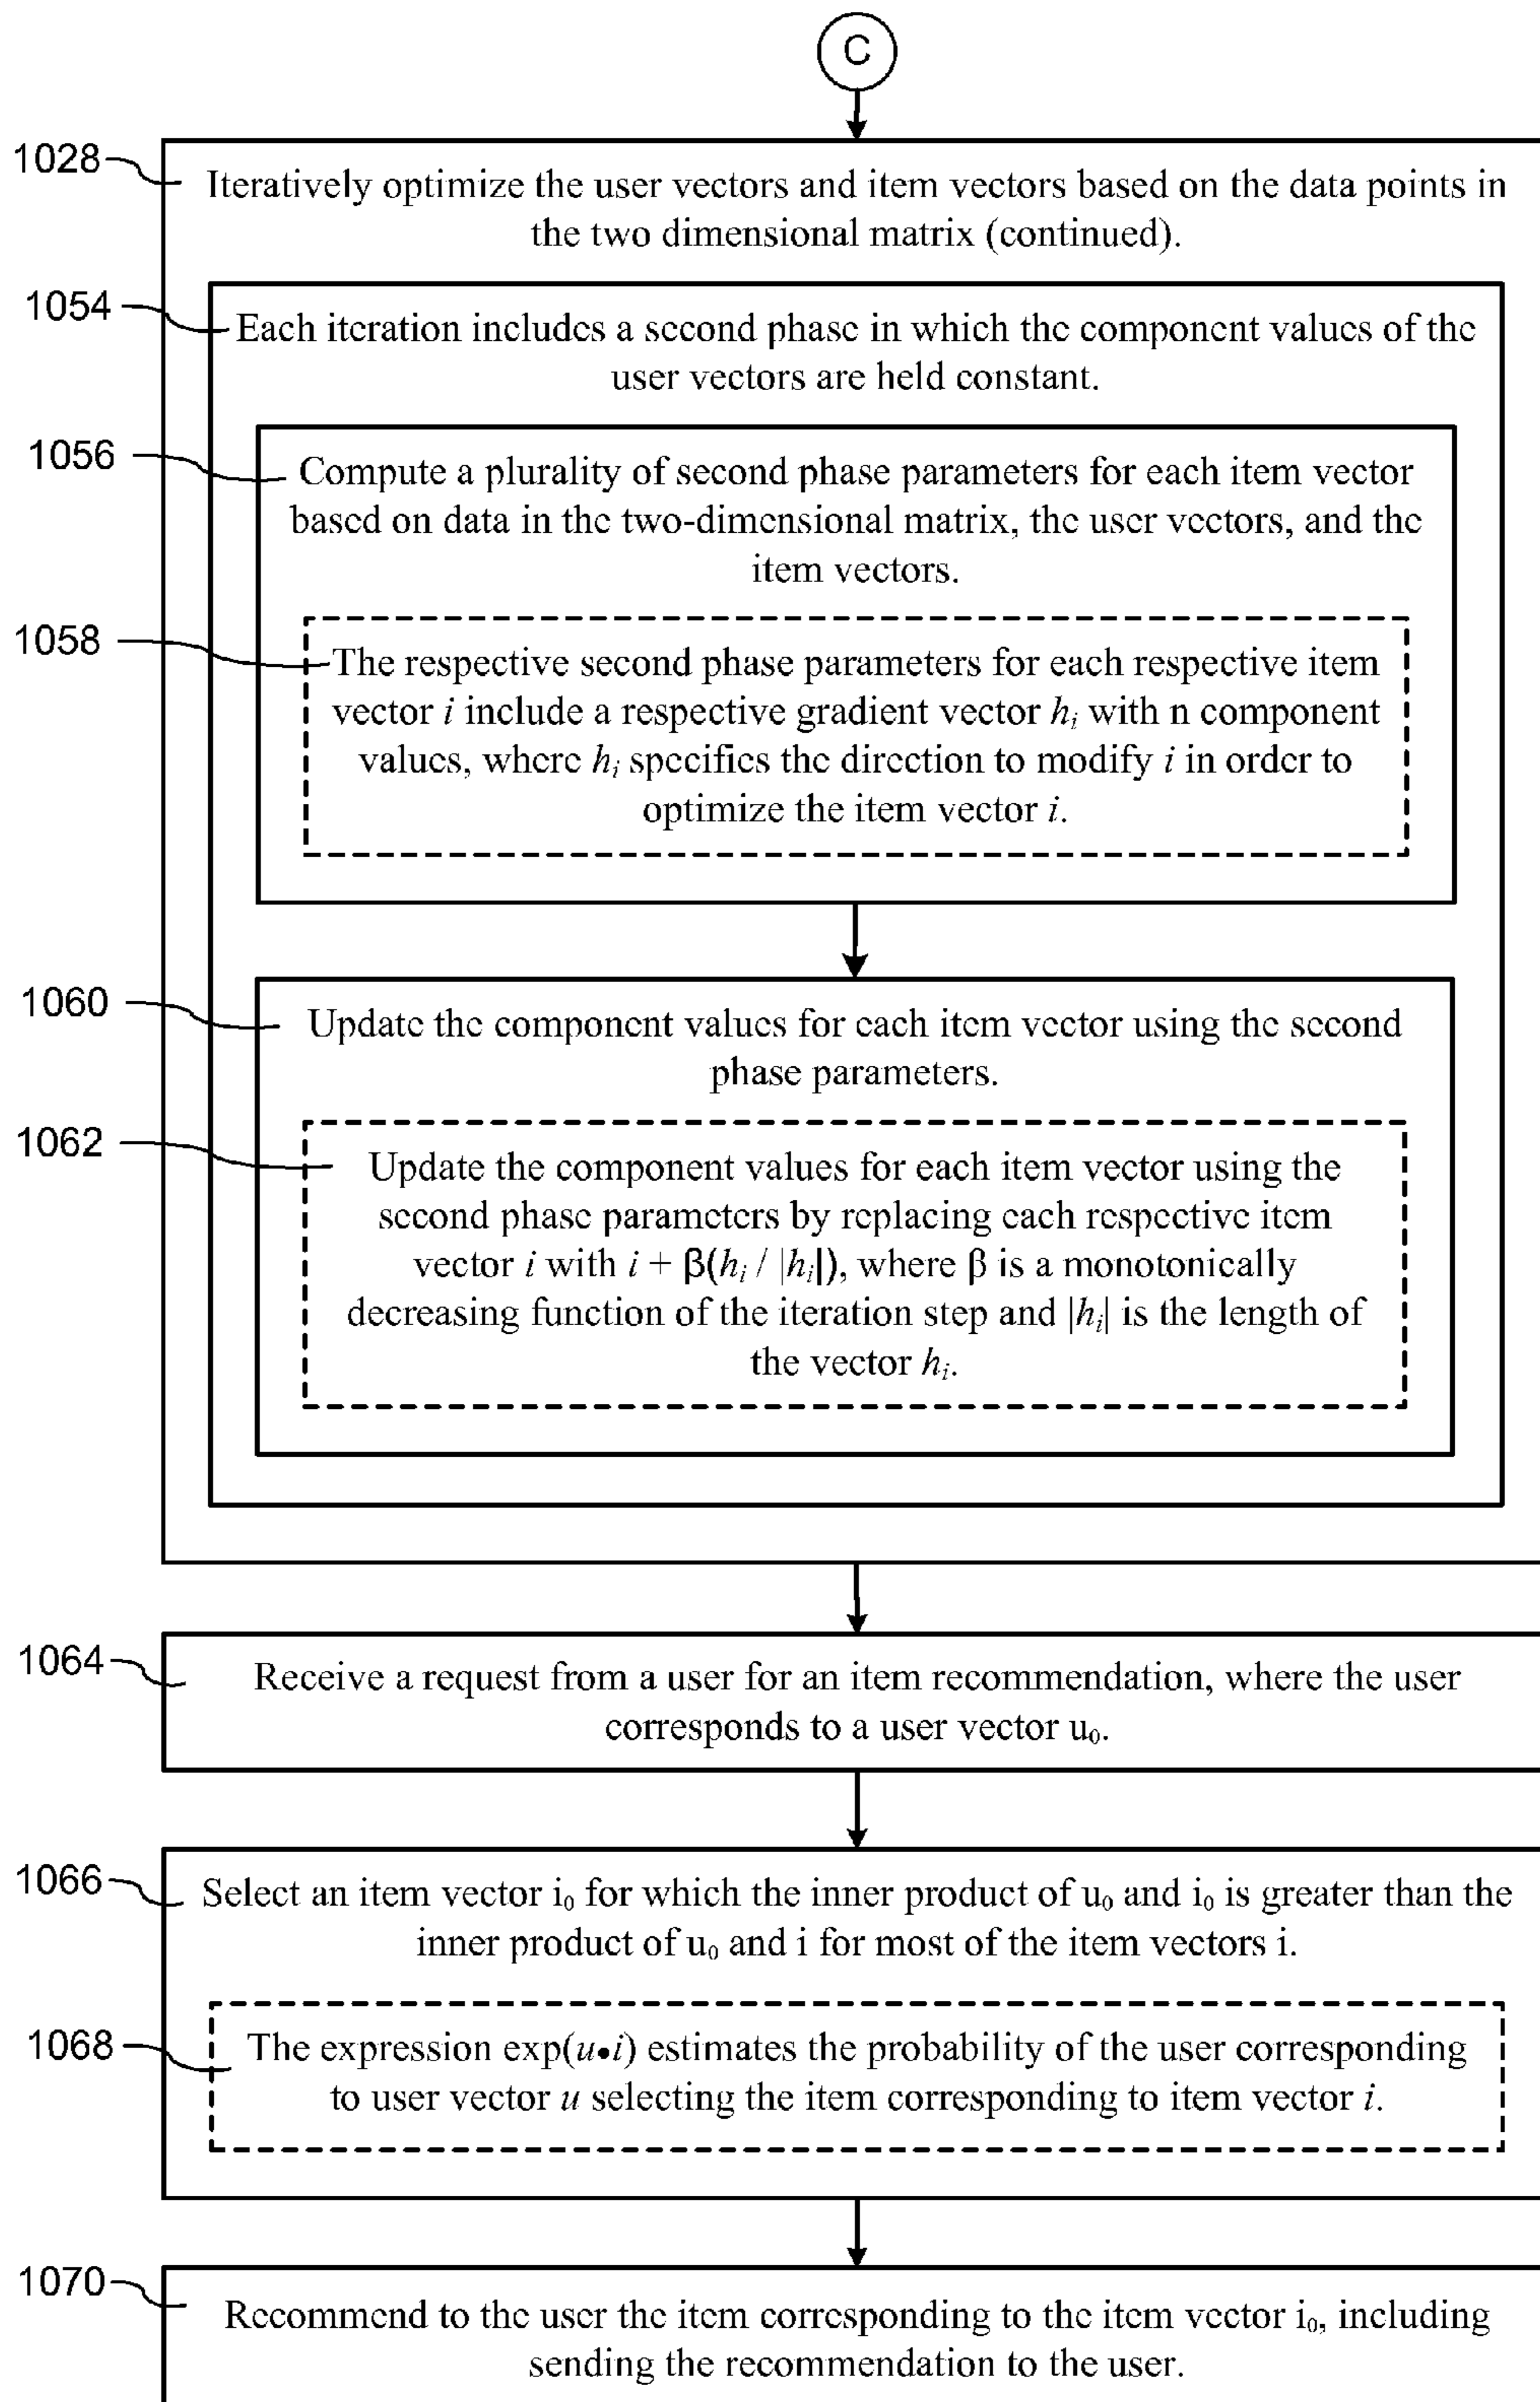 C
1028
Iteratively optimize the user vectors and item vectors based on the data points in
the two dimensional matrix (continued).
1054
Each iteration includes a second phase in which the component values of the
user vectors are held constant.
1056
Compute a plurality of second phase parameters for each item vector
based on data in the two-dimensional matrix, the user vectors, and the
item vectors.
1058
The respective second phase parameters for each respective item
vector i include a respective gradient vector hᵢ with n component
values, where hᵢ specifies the direction to modify i in order to
optimize the item vector i.
1060
Update the component values for each item vector using the second
phase parameters.
1062
Update the component values for each item vector using the
second phase parameters by replacing each respective item
vector i with i + β(hᵢ / |hᵢ|), where β is a monotonically
decreasing function of the iteration step and |hᵢ| is the length of
the vector hᵢ.
1064
Receive a request from a user for an item recommendation, where the user
corresponds to a user vector u₀.
1066
Select an item vector i₀ for which the inner product of u₀ and i₀ is greater than the
inner product of u₀ and i for most of the item vectors i.
1068
The expression exp(u•i) estimates the probability of the user corresponding
to user vector u selecting the item corresponding to item vector i.
1070
Recommend to the user the item corresponding to the item vector i₀, including
sending the recommendation to the user.